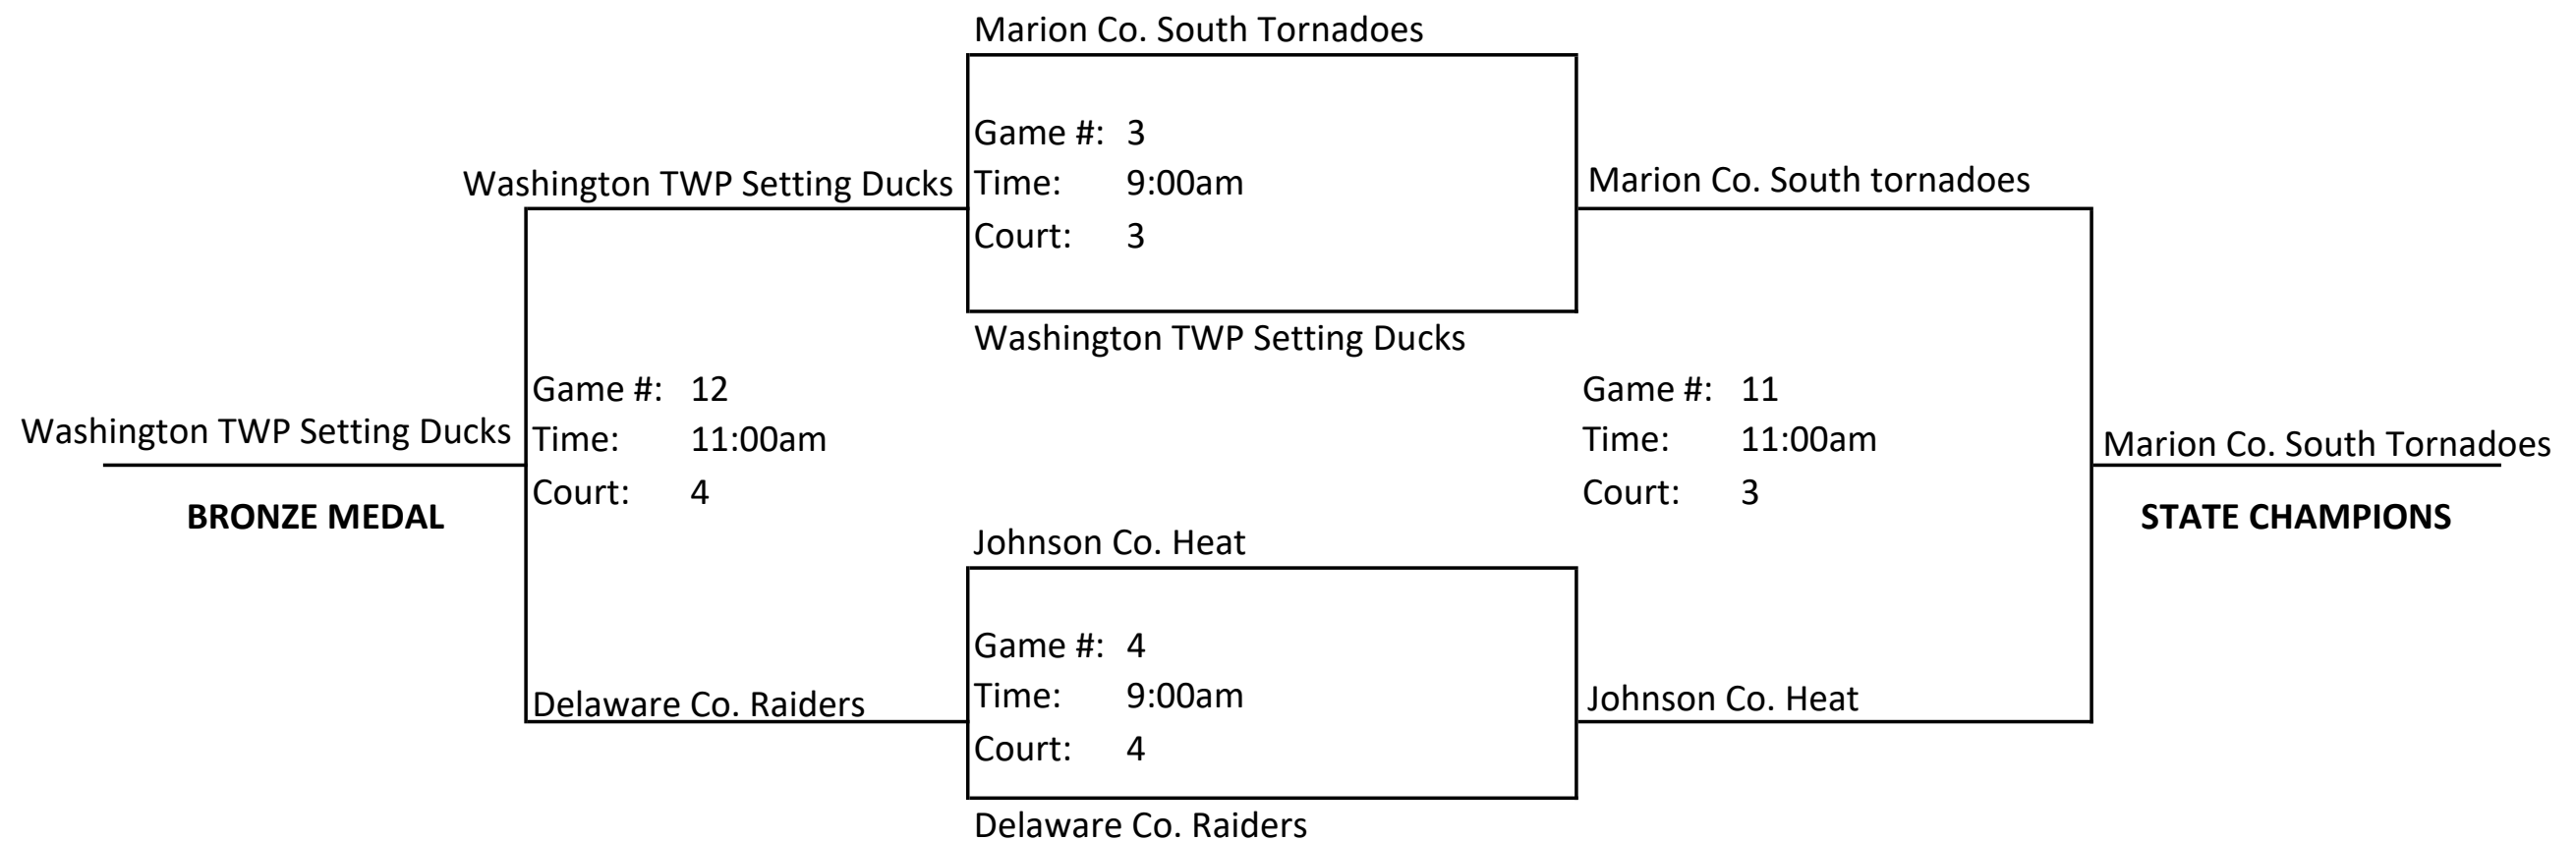 Marion Co. South Tornadoes
Game #: 3
Time: 9:00am
Court: 3
Washington TWP Setting Ducks
Washington TWP Setting Ducks
Marion Co. South tornadoes
Game #: 12
Time: 11:00am
Court: 4
Washington TWP Setting Ducks
BRONZE MEDAL
Game #: 11
Time: 11:00am
Court: 3
Marion Co. South Tornadoes
STATE CHAMPIONS
Johnson Co. Heat
Game #: 4
Time: 9:00am
Court: 4
Delaware Co. Raiders
Delaware Co. Raiders
Johnson Co. Heat